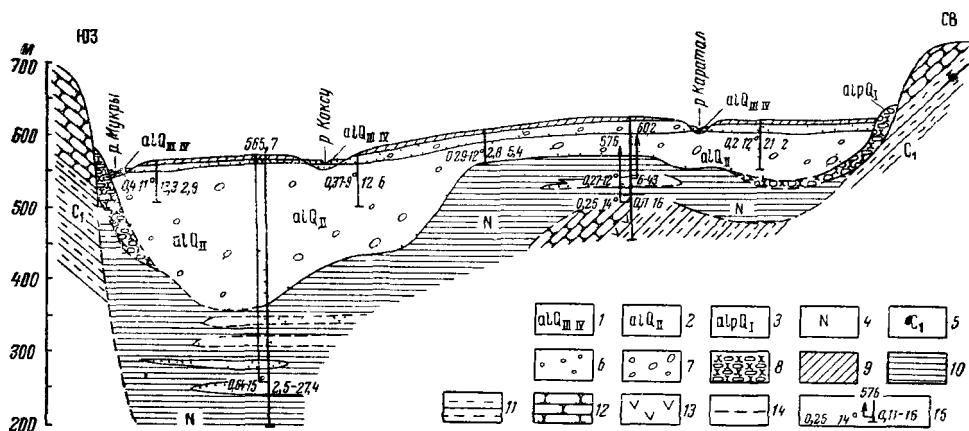 ЮЗ
СВ
м
700
600
500
400
300
200
р. Мукры
р. Коксу
р. Каратал
alQIII IV
alQIII IV
alQIII IV
alpQI
565,7
602
576
0,4 11° 13,3 2,9
0,37-9° 12 6
0 29-12° 2,8 5,4
0,2 12° 21 2
0,27-12° 6-43
0,25 14° 0,11 16
0,64-15° 2,5-27,4
alQII
alQII
alQII
C1
C1
N
N
N
alQIII IV 1
alQII 2
alpQI 3
N 4
C1 5
6
7
8
9
10
11
12
13
14
576
0,25 14° 0,11-16
15